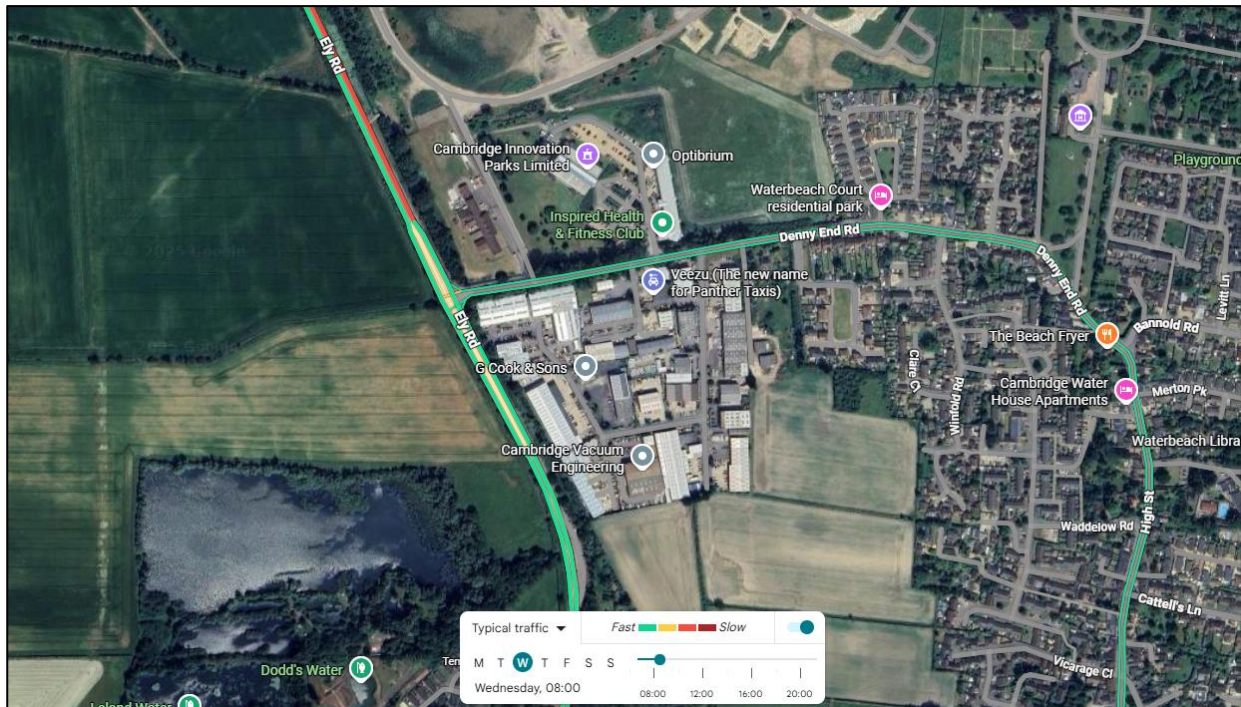 Ely Rd
Cambridge Innovation
Parks Limited
Optibrium
Waterbeach Court
residential park
Playground
Inspired Health
& Fitness Club
Denny End Rd
Veezu (The new name
for Panther Taxis)
Denny End Rd
Levitt Ln
Ely Rd
Bannold Rd
The Beach Fryer
G Cook & Sons
Clare Cl
Winfold Rd
Cambridge Water
House Apartments
Merton Pk
Cambridge Vacuum
Engineering
Waterbeach Libra
Waddelow Rd
High St
Cattell's Ln
Vicarage Cl
Dodd's Water
Typical traffic
Fast
Slow
M T W T F S S
Wednesday, 08:00
08:00 12:00 16:00 20:00